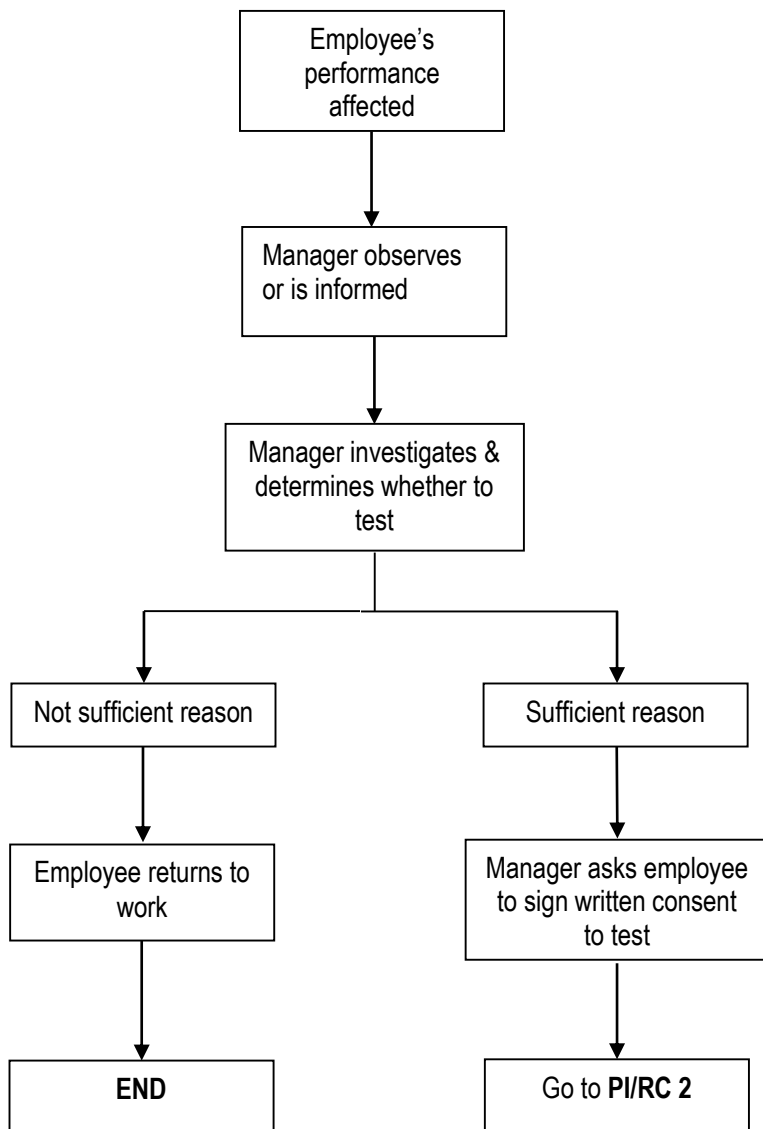 Employee’s
performance
affected
Manager observes
or is informed
Manager investigates &
determines whether to
test
Not sufficient reason
Sufficient reason
Employee returns to
work
Manager asks employee
to sign written consent
to test
END
Go to PI/RC 2